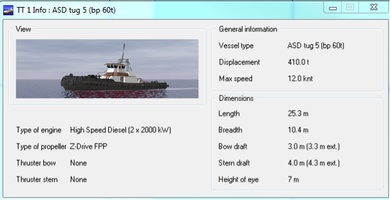 TT 1 Info : ASD tug 5 (bp 60t)
View
Type of engine High Speed Diesel (2 x 2000 kW)
Type of propeller Z-Drive FPP
Thruster bow None
Thruster stern None
General information
Vessel type ASD tug 5 (bp 60t)
Displacement 410.0 t
Max speed 12.0 knt
Dimensions
Length 25.3 m
Breadth 10.4 m
Bow draft 3.0 m (3.3 m ext.)
Stern draft 4.0 m (4.3 m ext.)
Height of eye 7 m